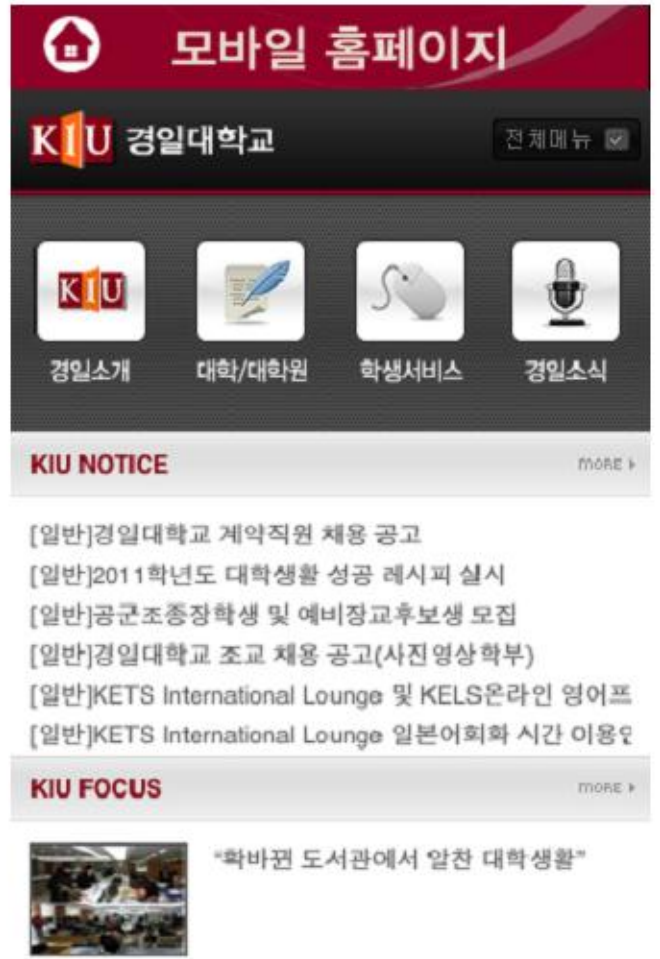 모바일 홈페이지
KIU 경일대학교
전체메뉴
KIU
경일소개 대학/대학원 학생서비스 경일소식
KIU NOTICE MORE
[일반]경일대학교 계약직원 채용 공고
[일반]2011학년도 대학생활 성공 레시피 실시
[일반]공군조종장학생 및 예비장교후보생 모집
[일반]경일대학교 조교 채용 공고(사진영상학부)
[일반]KETS International Lounge 및 KELS온라인 영어프
[일반]KETS International Lounge 일본어회화 시간 이용
KIU FOCUS MORE
“확바뀐 도서관에서 알찬 대학생활”